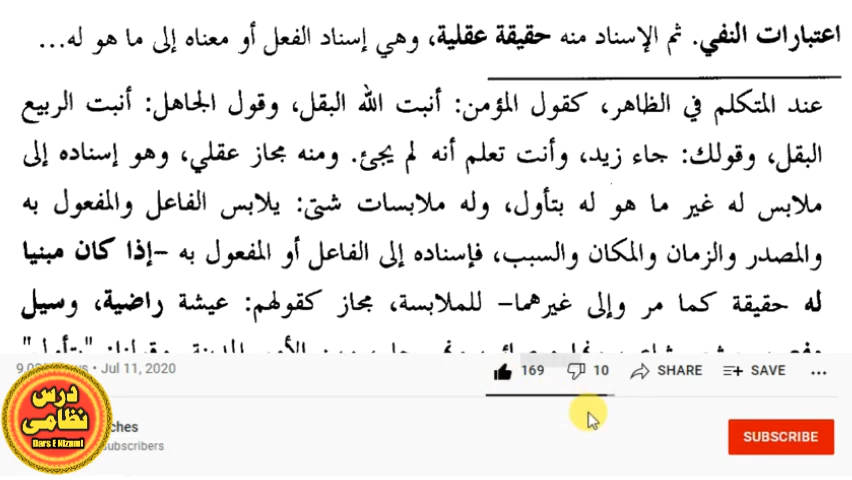 اعتبارات النفي. ثم الإسناد منه حقيقة عقلية، وهي إسناد الفعل أو معناه إلى ما هو له...
عند المتكلم في الظاهر، كقول المؤمن: أنبت الله البقل، وقول الجاهل: أنبت الربيع
البقل، وقولك: جاء زيد، وأنت تعلم أنه لم يجئ. ومنه مجاز عقلي، وهو إسناده إلى
ملابس له غير ما هو له بتأول، وله ملابسات شتى: يلابس الفاعل والمفعول به
والمصدر والزمان والمكان والسبب، فإسناده إلى الفاعل أو المفعول به –إذا كان مبنيا
له حقيقة كما مر وإلى غيرهما– للملابسة، مجاز كقولهم: عيشة راضية، وسيل
Jul 11, 2020
169
10
SHARE
SAVE
درس
نظامی
Dars E Nizami
ches
subscribers
SUBSCRIBE